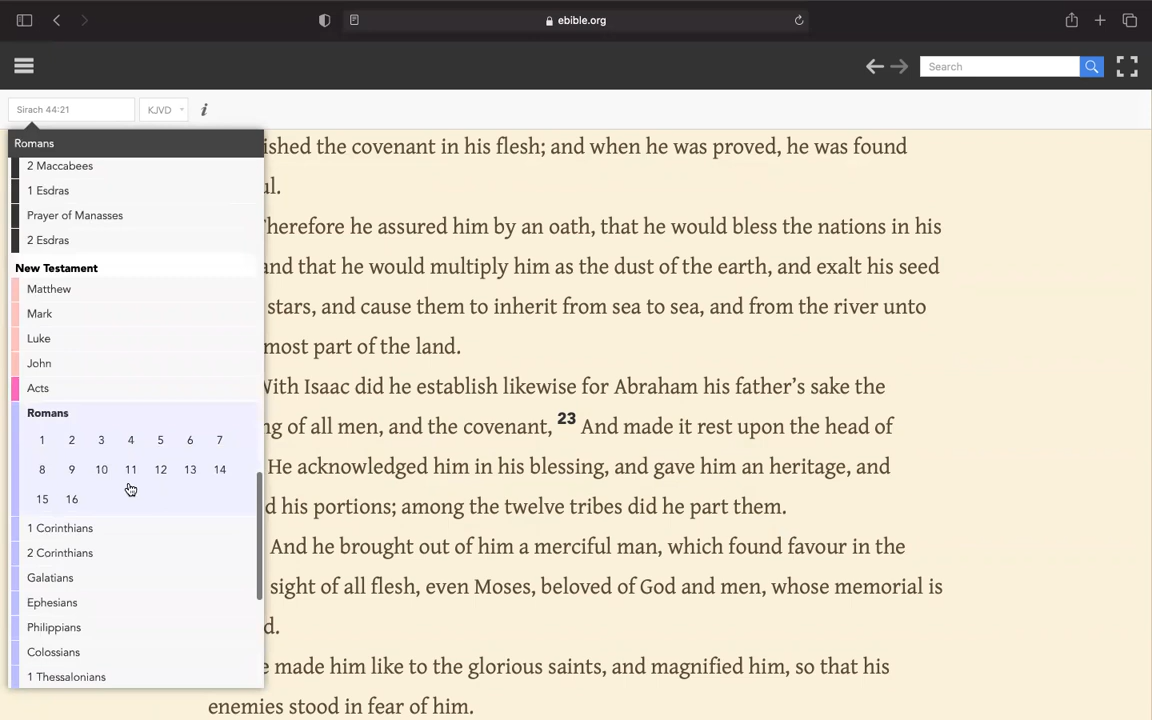 ebible.org
Search
Sirach 44:21
KJVD
i
Romans
2 Maccabees
1 Esdras
Prayer of Manasses
2 Esdras
New Testament
Matthew
Mark
Luke
John
Acts
Romans
1 2 3 4 5 6 7
8 9 10 11 12 13 14
15 16
1 Corinthians
2 Corinthians
Galatians
Ephesians
Philippians
Colossians
1 Thessalonians
ished the covenant in his flesh; and when he was proved, he was found
ul.
Therefore he assured him by an oath, that he would bless the nations in his
and that he would multiply him as the dust of the earth, and exalt his seed
stars, and cause them to inherit from sea to sea, and from the river unto
most part of the land.
With Isaac did he establish likewise for Abraham his father’s sake the
ng of all men, and the covenant, 23 And made it rest upon the head of
He acknowledged him in his blessing, and gave him an heritage, and
d his portions; among the twelve tribes did he part them.
And he brought out of him a merciful man, which found favour in the
sight of all flesh, even Moses, beloved of God and men, whose memorial is
d.
e made him like to the glorious saints, and magnified him, so that his
enemies stood in fear of him.